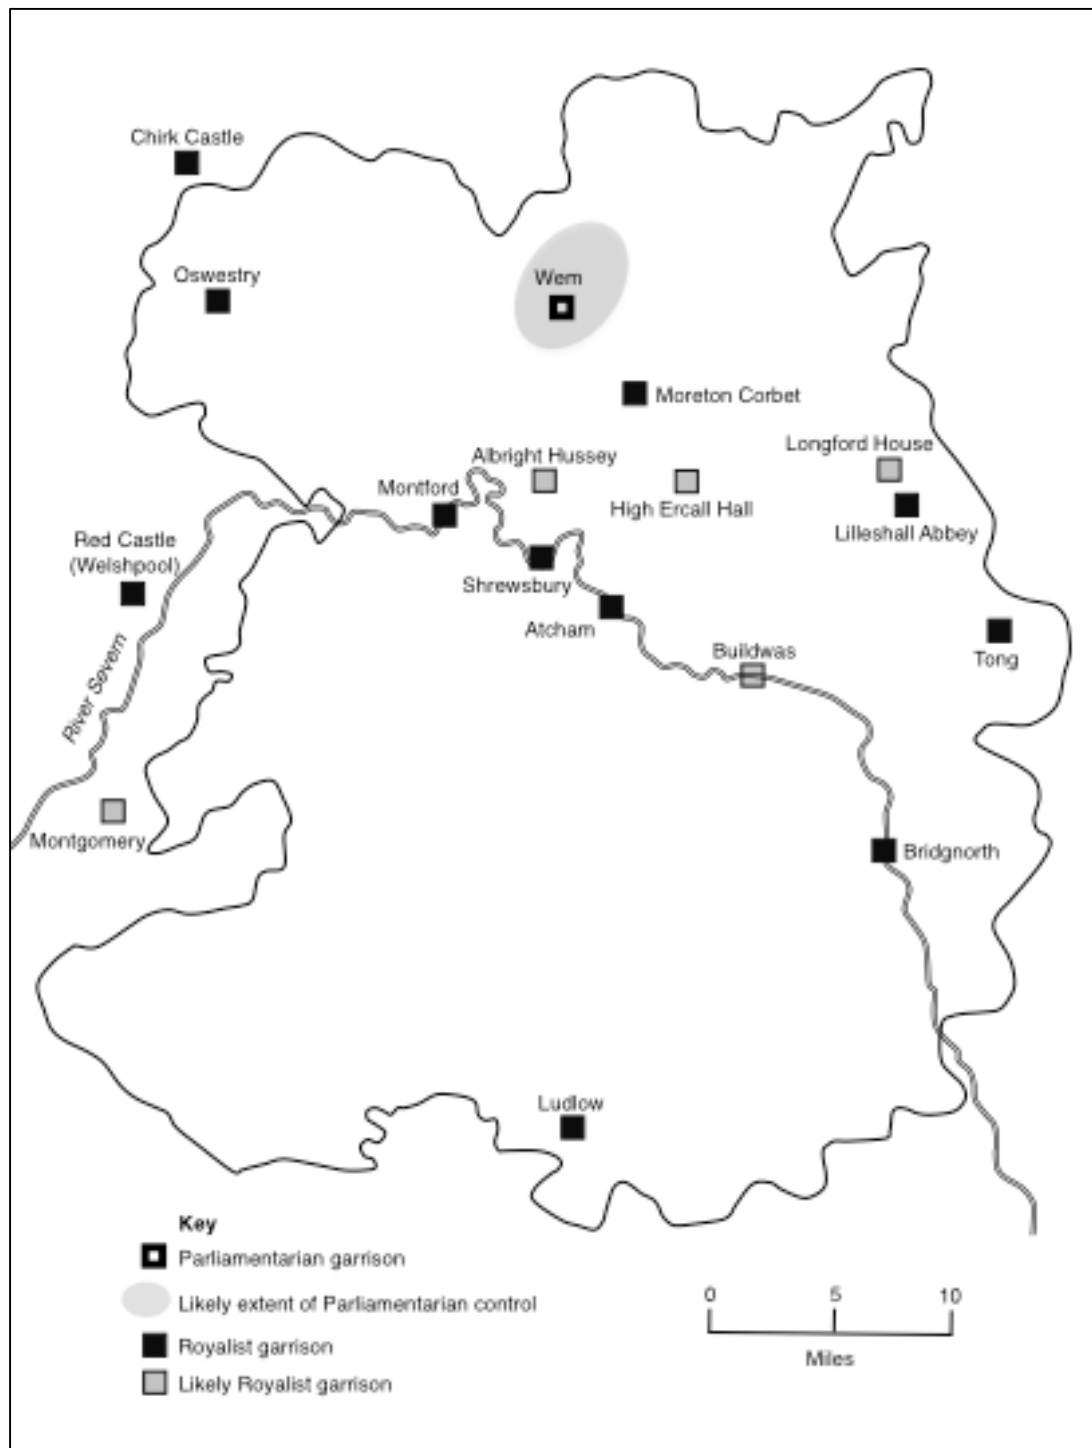 Chirk Castle
Oswestry
Wem
Moreton Corbet
Longford House
Albright Hussey
Montford
High Ercall Hall
Lilleshall Abbey
Red Castle
(Welshpool)
Shrewsbury
Atcham
Buildwas
Tong
River Severn
Montgomery
Bridgnorth
Ludlow
Key
Parliamentarian garrison
Likely extent of Parliamentarian control
Royalist garrison
Likely Royalist garrison
0 5 10
Miles